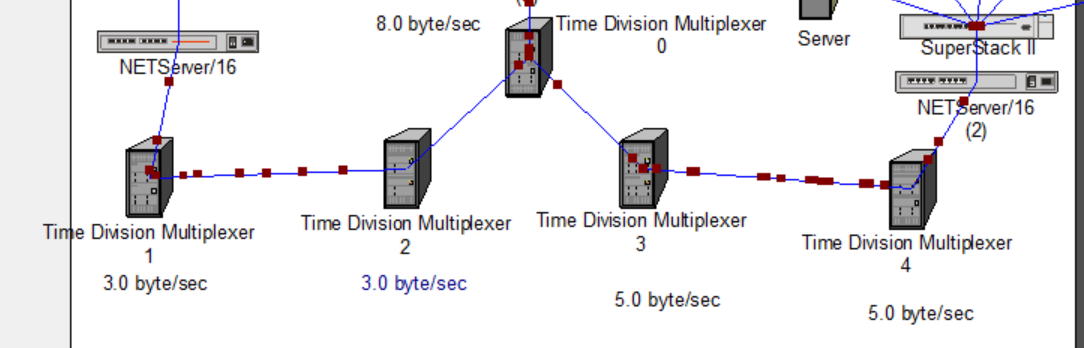 8.0 byte/sec
Time Division Multiplexer
0
Server
SuperStack II
NETServer/16
NETServer/16
(2)
Time Division Multiplexer
1
3.0 byte/sec
Time Division Multiplexer
2
3.0 byte/sec
Time Division Multiplexer
3
5.0 byte/sec
Time Division Multiplexer
4
5.0 byte/sec